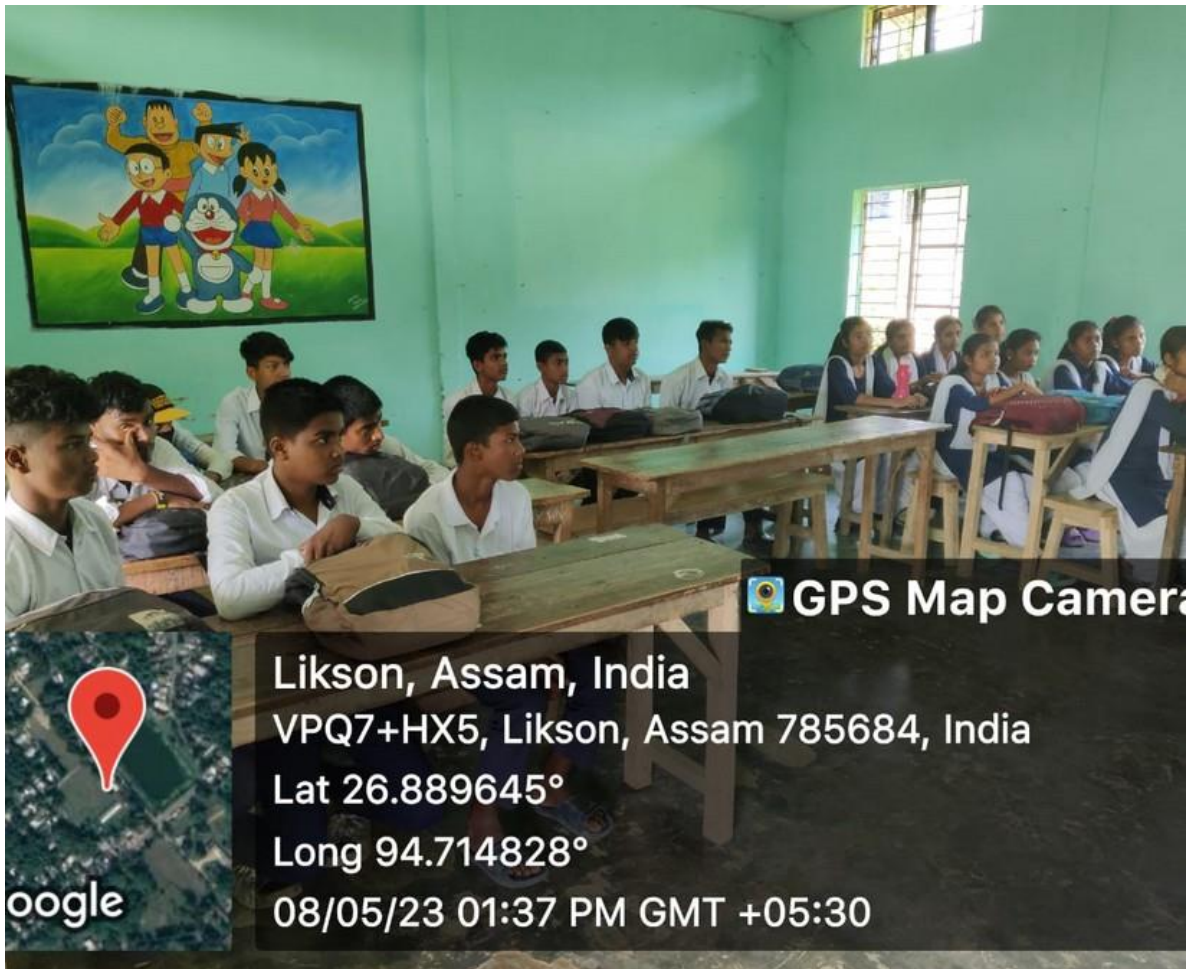 GPS Map Camera
Likson, Assam, India
VPQ7+HX5, Likson, Assam 785684, India
Lat 26.889645°
Long 94.714828°
08/05/23 01:37 PM GMT +05:30
oogle